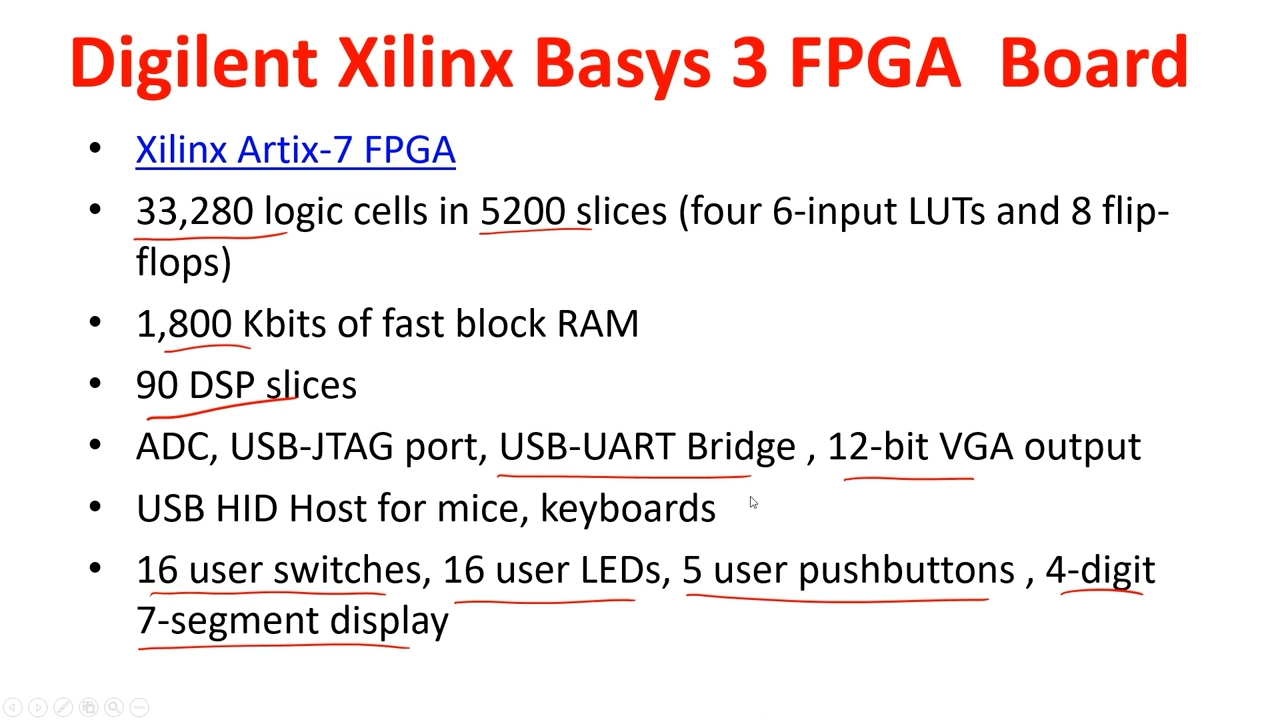 Digilent Xilinx Basys 3 FPGA  Board
• Xilinx Artix-7 FPGA
• 33,280 logic cells in 5200 slices (four 6-input LUTs and 8 flip-
flops)
• 1,800 Kbits of fast block RAM
• 90 DSP slices
• ADC, USB-JTAG port, USB-UART Bridge , 12-bit VGA output
• USB HID Host for mice, keyboards
• 16 user switches, 16 user LEDs, 5 user pushbuttons , 4-digit
7-segment display